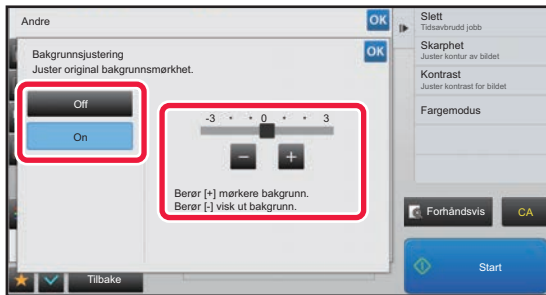 Andre
OK
Bakgrunnsjustering
OK
Juster original bakgrunnsmørkhet.
Off
On
-3 • • 0 • • 3
− +
Berør [+] mørkere bakgrunn.
Berør [-] visk ut bakgrunn.
Tilbake
Slett
Tidsavbrudd jobb
Skarphet
Juster kontur av bildet
Kontrast
Juster kontrast for bildet
Fargemodus
Forhåndsvis
CA
Start